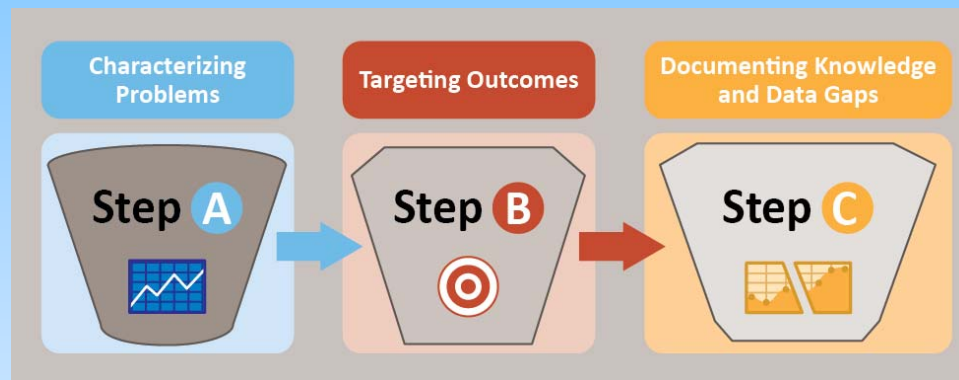 Characterizing
Problems
Targeting Outcomes
Documenting Knowledge
and Data Gaps
Step A
Step B
Step C